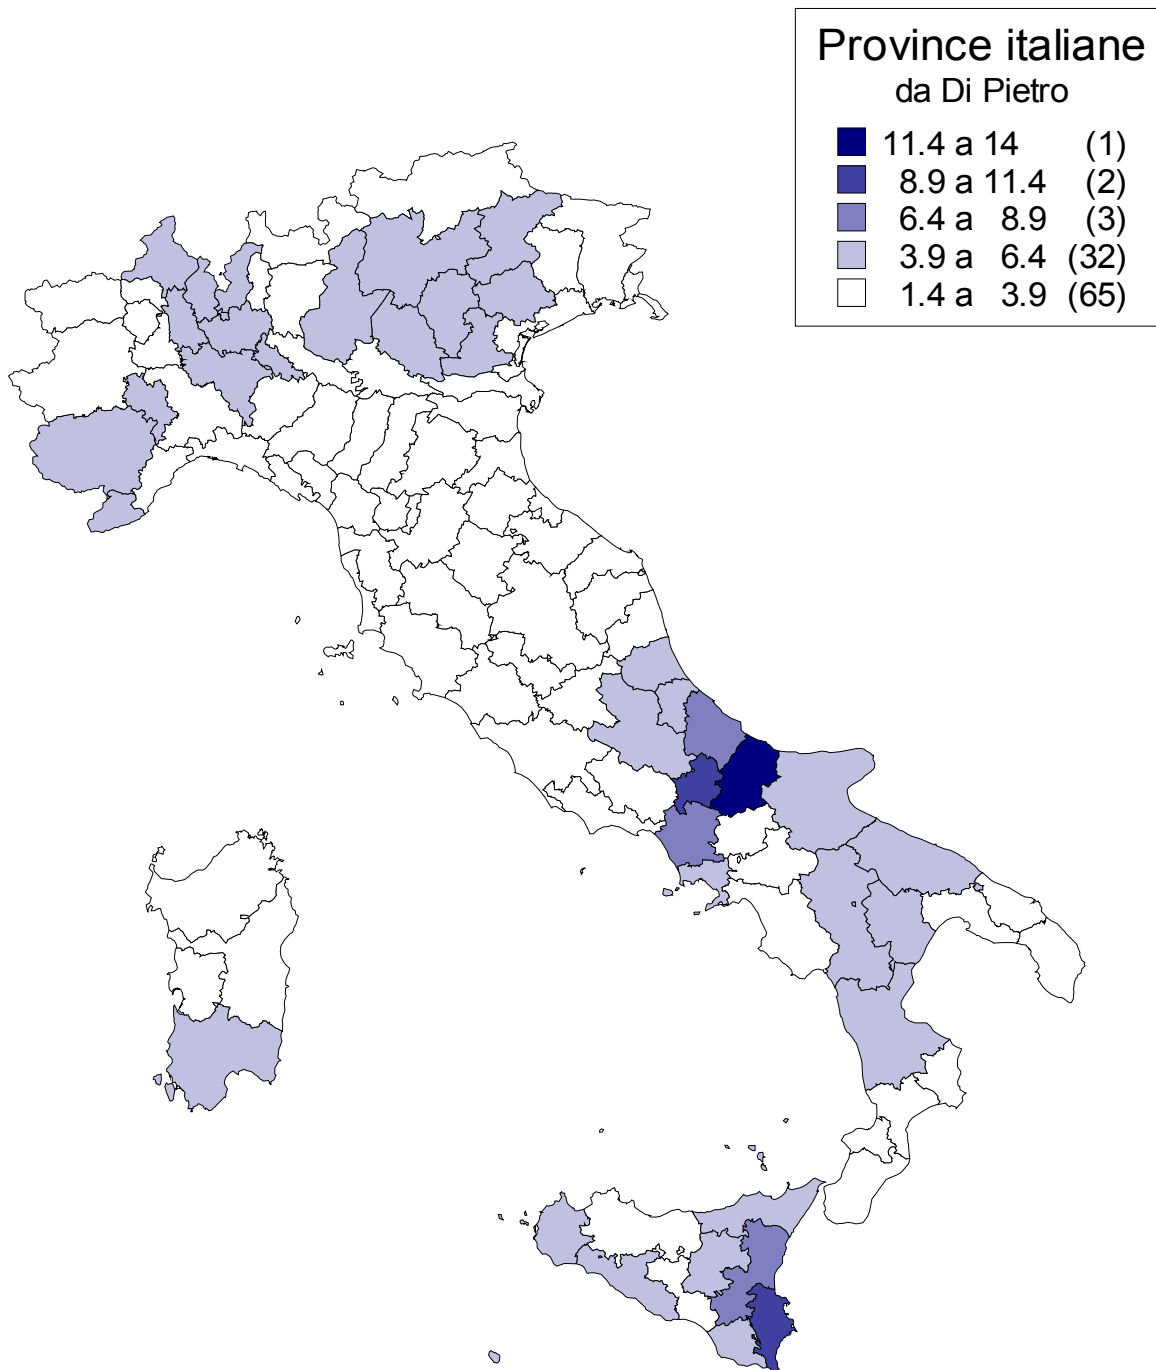 Province italiane
da Di Pietro
11.4 a 14 (1)
8.9 a 11.4 (2)
6.4 a 8.9 (3)
3.9 a 6.4 (32)
1.4 a 3.9 (65)